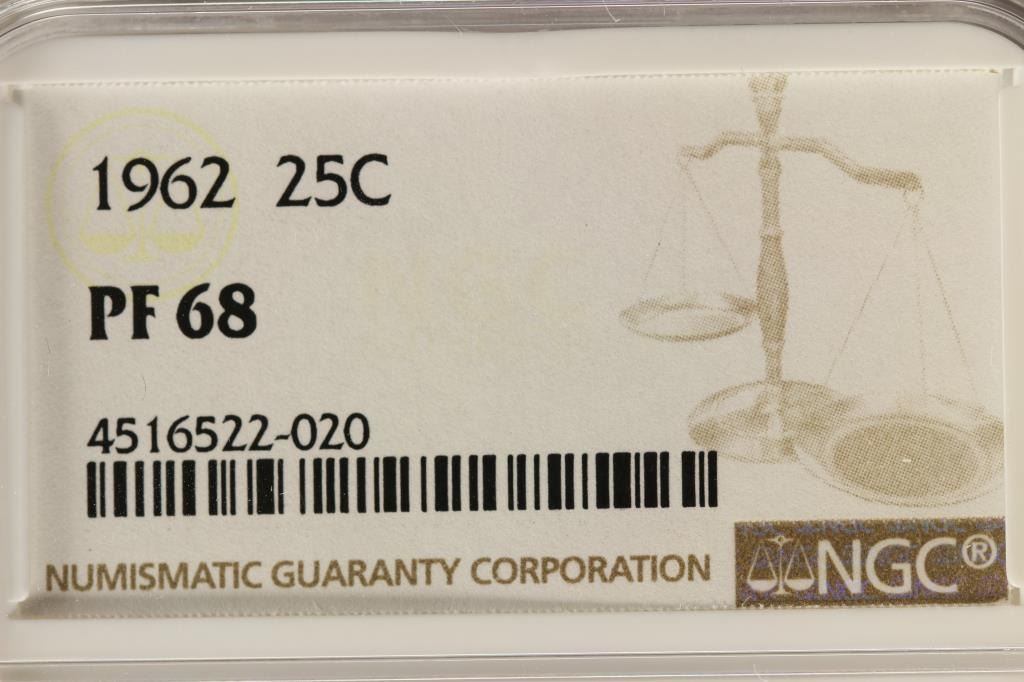 1962 25C
PF 68
4516522-020
NUMISMATIC GUARANTY CORPORATION
NGC®